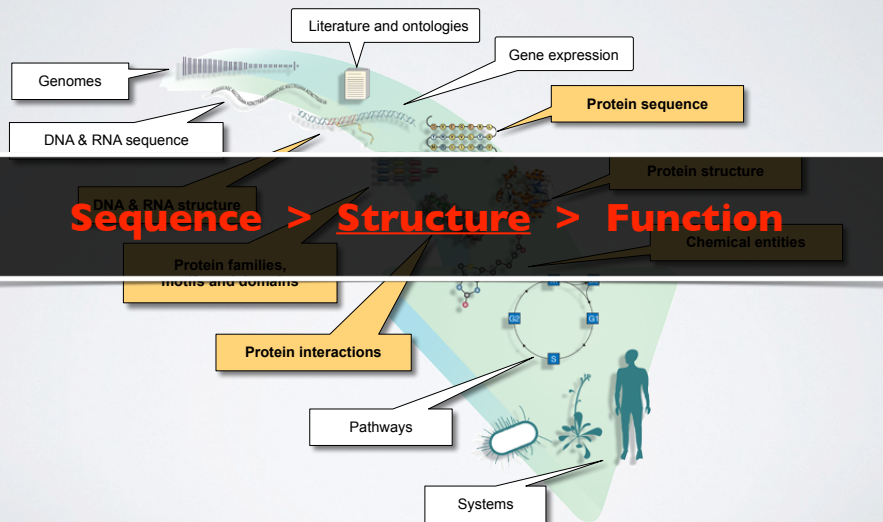 Literature and ontologies
Gene expression
Genomes
Protein sequence
DNA & RNA sequence
Protein structure
DNA & RNA structure
Sequence > Structure > Function
Chemical entities
Protein families,
motifs and domains
G2
G1
S
Protein interactions
Pathways
Systems